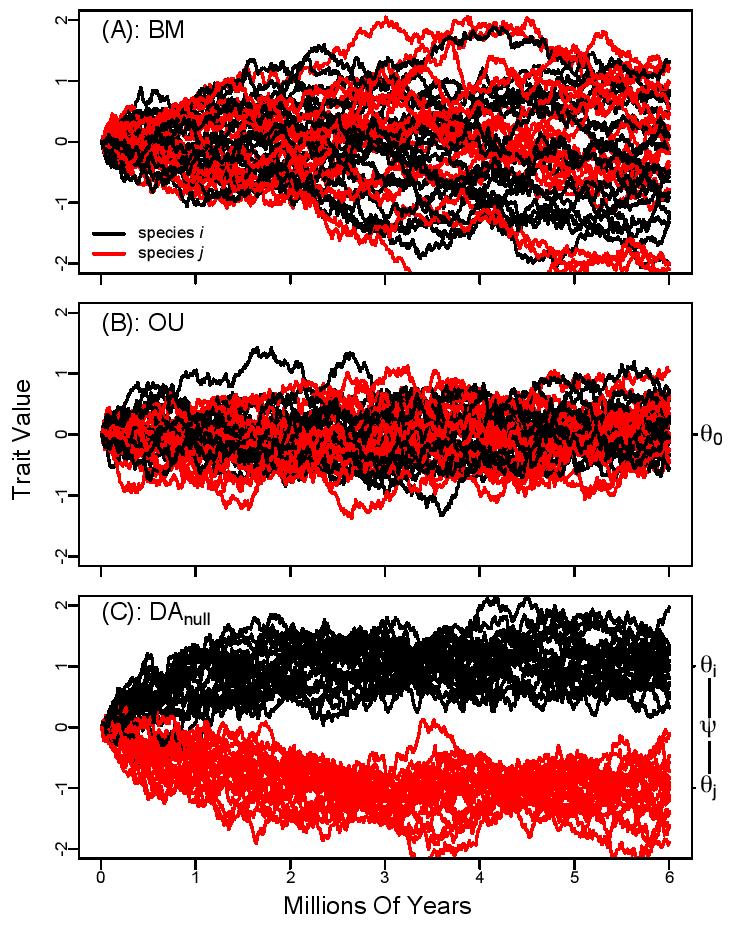 (A): BM
2
1
0
-1
-2
species i
species j
(B): OU
2
1
0
-1
-2
θ0
Trait Value
(C): DAnull
2
1
0
-1
-2
θi
ψ
θj
0 1 2 3 4 5 6
Millions Of Years